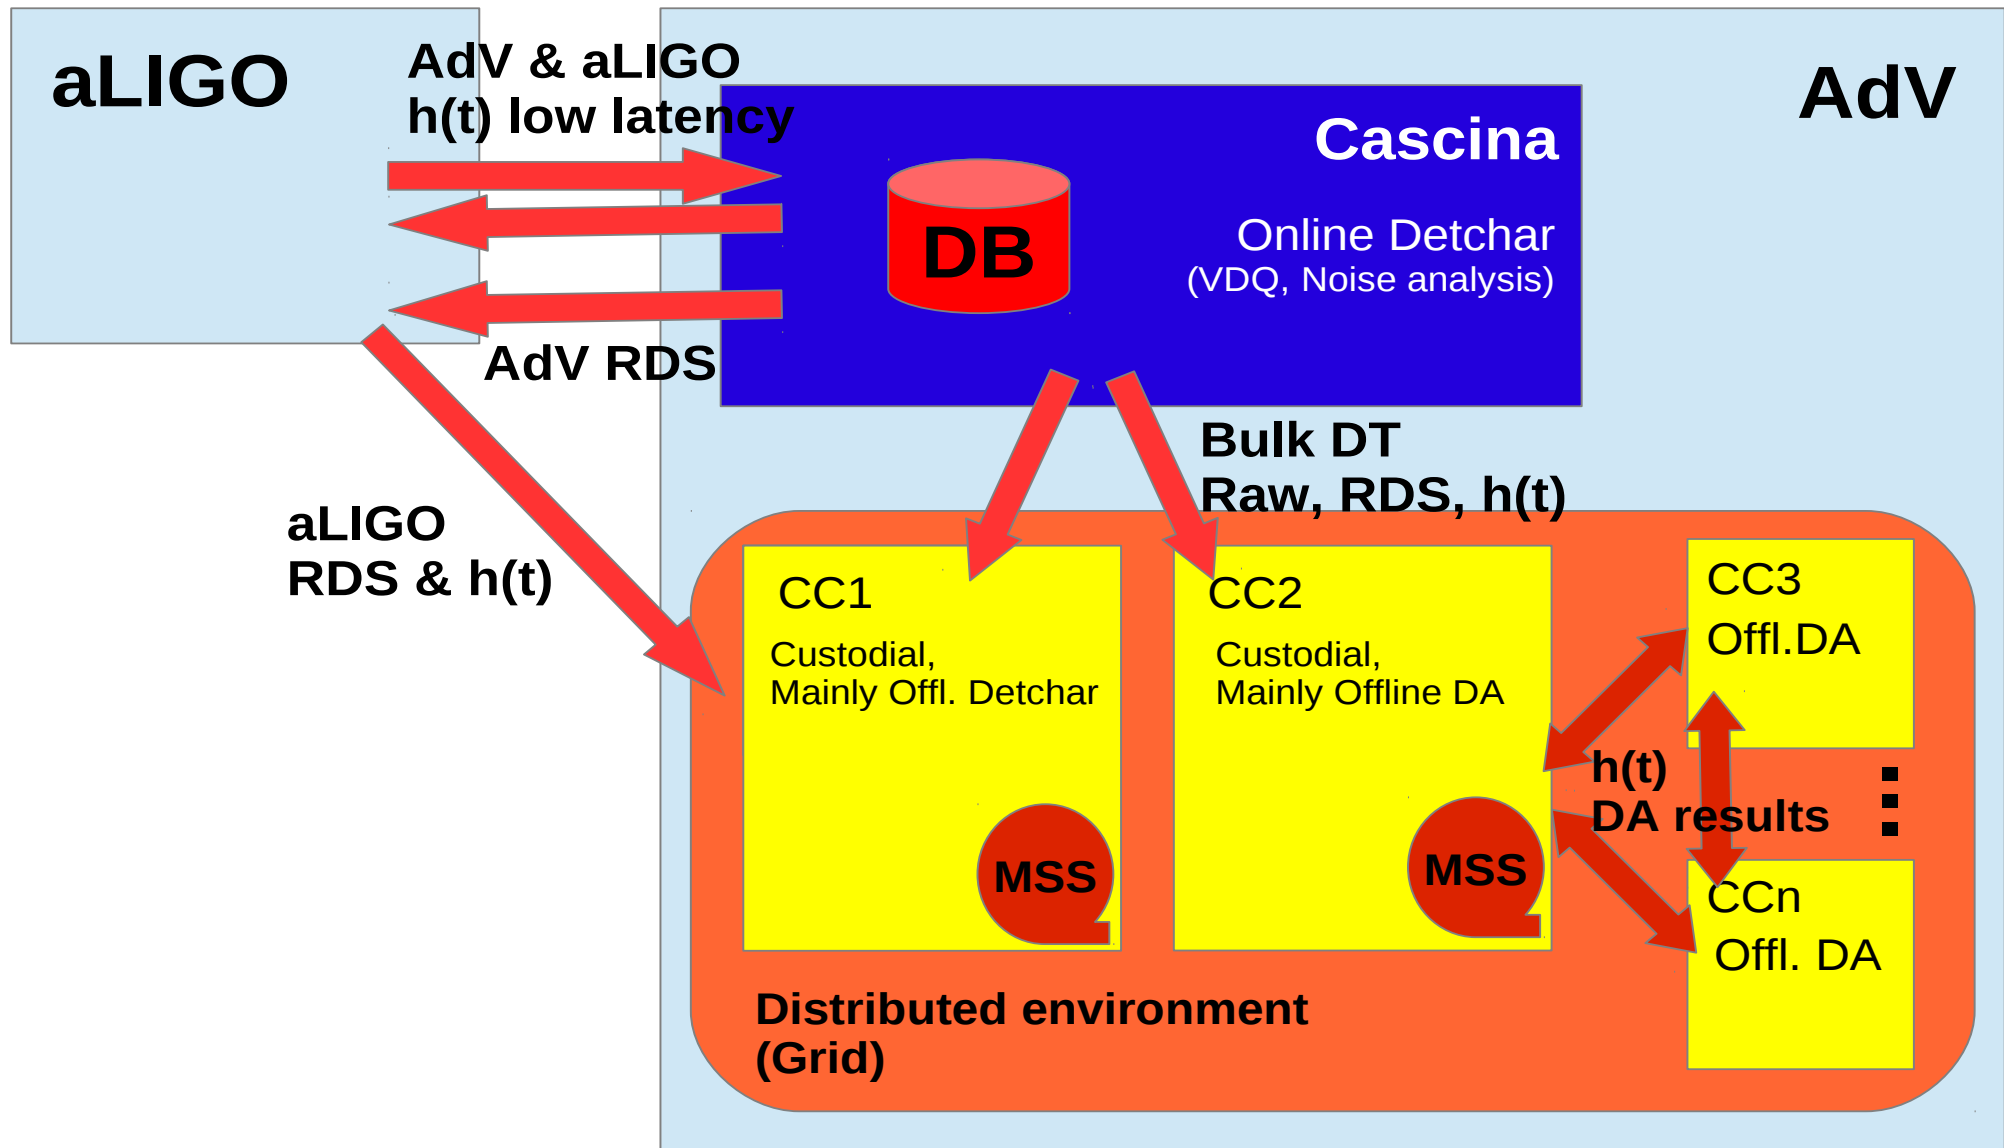 aLIGO
AdV & aLIGO
h(t) low latency
AdV
Cascina
DB
Online Detchar
(VDQ, Noise analysis)
AdV RDS
Bulk DT
Raw, RDS, h(t)
aLIGO
RDS & h(t)
CC1
Custodial,
Mainly Offl. Detchar
MSS
CC2
Custodial,
Mainly Offline DA
MSS
CC3
Offl.DA
h(t)
DA results
CCn
Offl. DA
Distributed environment
(Grid)